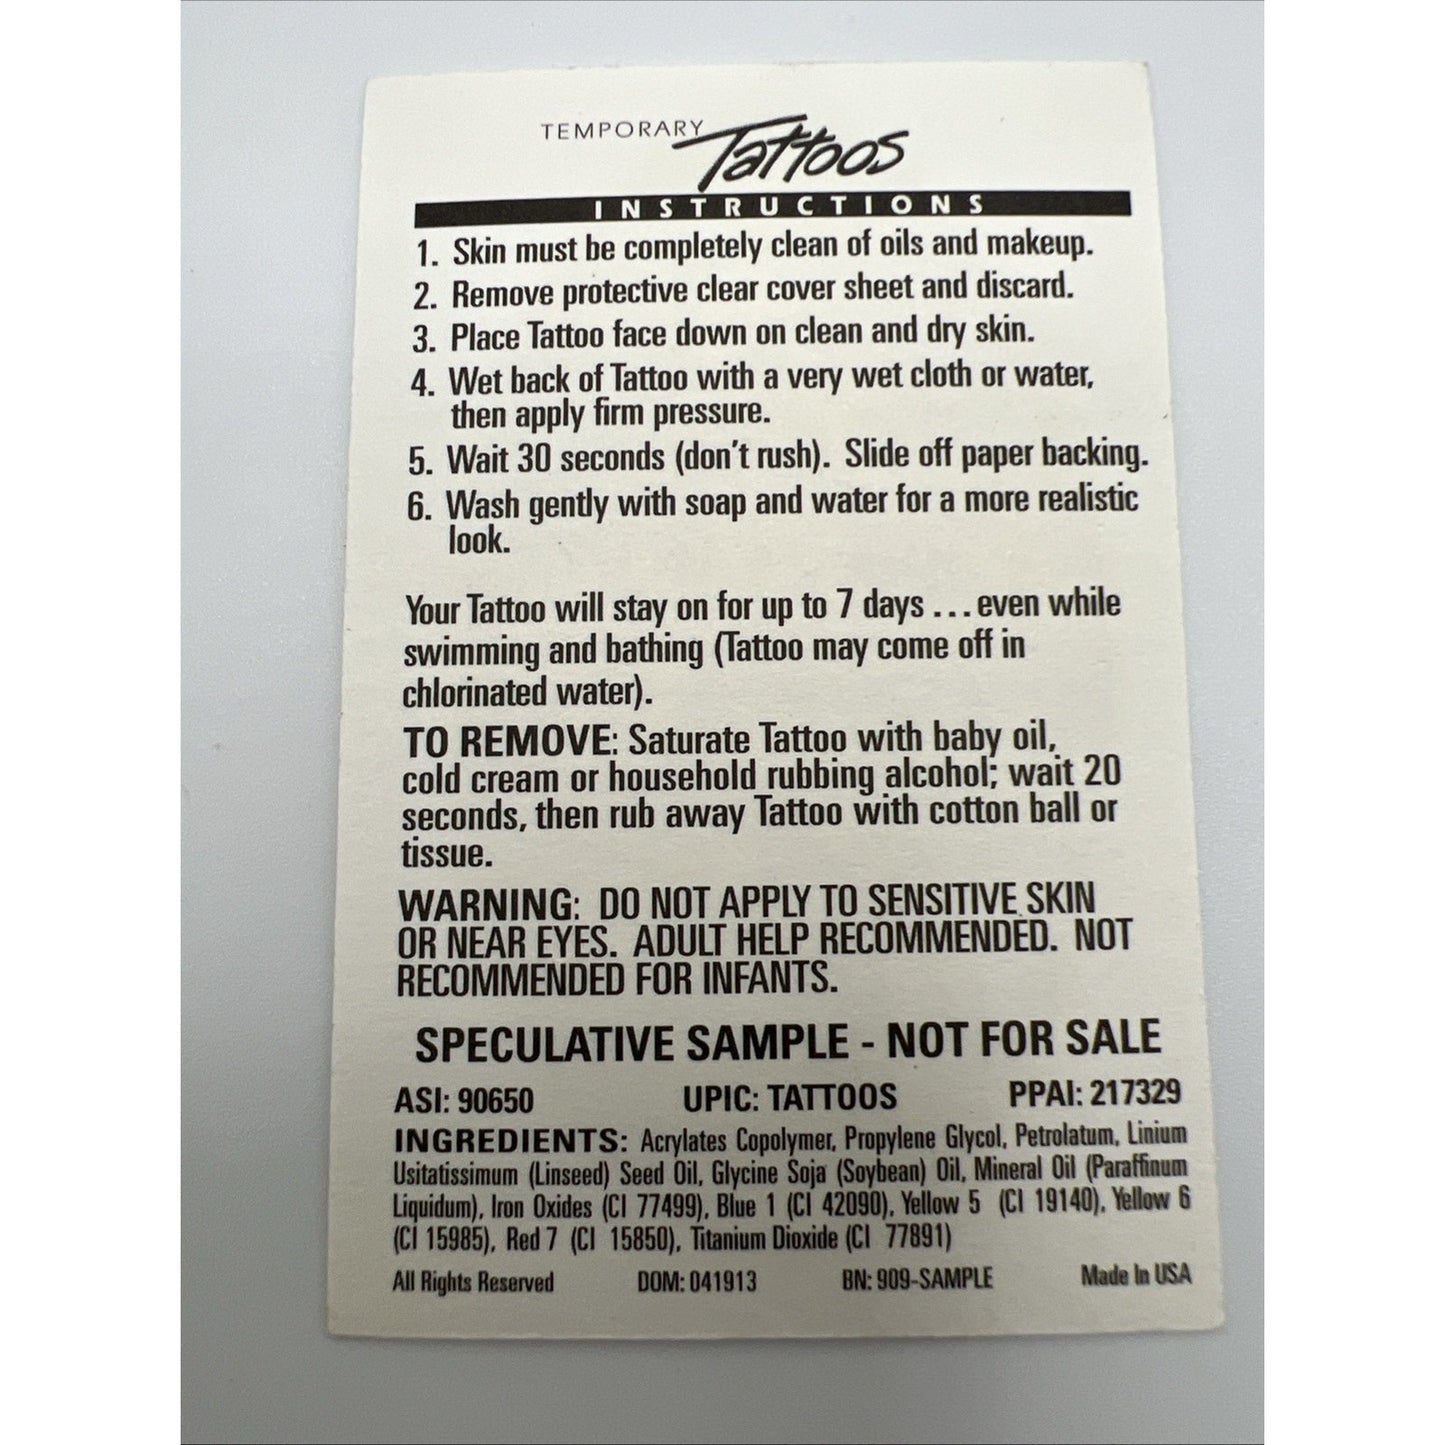 TEMPORARY Tattoos
INSTRUCTIONS
1. Skin must be completely clean of oils and makeup.
2. Remove protective clear cover sheet and discard.
3. Place Tattoo face down on clean and dry skin.
4. Wet back of Tattoo with a very wet cloth or water,
then apply firm pressure.
5. Wait 30 seconds (don't rush). Slide off paper backing.
6. Wash gently with soap and water for a more realistic
look.
Your Tattoo will stay on for up to 7 days ...even while
swimming and bathing (Tattoo may come off in
chlorinated water).
TO REMOVE: Saturate Tattoo with baby oil,
cold cream or household rubbing alcohol; wait 20
seconds, then rub away Tattoo with cotton ball or
tissue.
WARNING: DO NOT APPLY TO SENSITIVE SKIN
OR NEAR EYES. ADULT HELP RECOMMENDED. NOT
RECOMMENDED FOR INFANTS.
SPECULATIVE SAMPLE - NOT FOR SALE
ASI: 90650 UPIC: TATTOOS PPAI: 217329
INGREDIENTS: Acrylates Copolymer, Propylene Glycol, Petrolatum, Linium
Usitatissimum (Linseed) Seed Oil, Glycine Soja (Soybean) Oil, Mineral Oil (Paraffinum
Liquidum), Iron Oxides (CI 77499), Blue 1 (CI 42090), Yellow 5 (CI 19140), Yellow 6
(CI 15985), Red 7 (CI 15850), Titanium Dioxide (CI 77891)
All Rights Reserved DOM: 041913 BN: 909-SAMPLE Made In USA